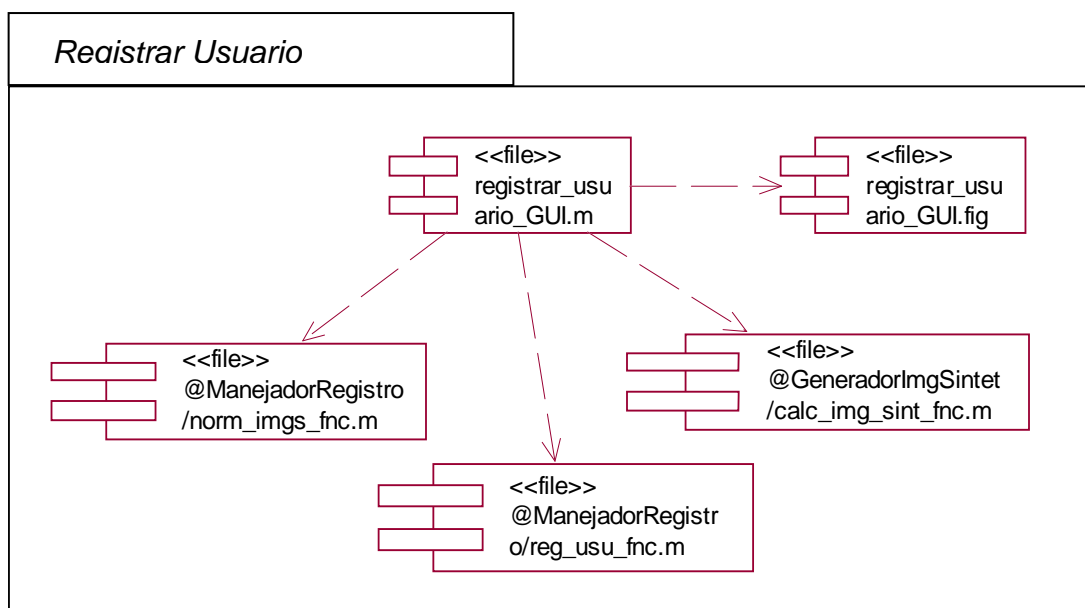 Registrar Usuario
<<file>>
registrar_usu
ario_GUI.m
<<file>>
registrar_usu
ario_GUI.fig
<<file>>
@ManejadorRegistro
/norm_imgs_fnc.m
<<file>>
@GeneradorImgSintet
/calc_img_sint_fnc.m
<<file>>
@ManejadorRegistr
o/reg_usu_fnc.m